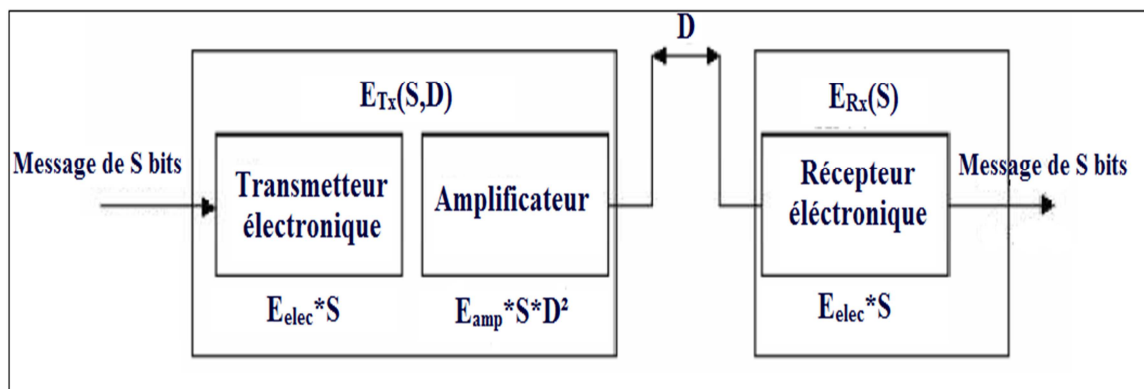 D
E_Tx(S,D)
E_Rx(S)
Message de S bits
Transmetteur
électronique
Amplificateur
Récepteur
éléctronique
Message de S bits
E_elec*S
E_amp*S*D²
E_elec*S